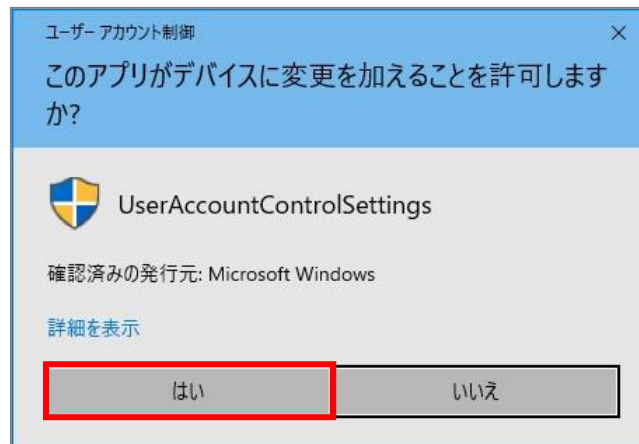 ユーザー アカウント制御
このアプリがデバイスに変更を加えることを許可します
か?
UserAccountControlSettings
確認済みの発行元: Microsoft Windows
詳細を表示
はい
いいえ